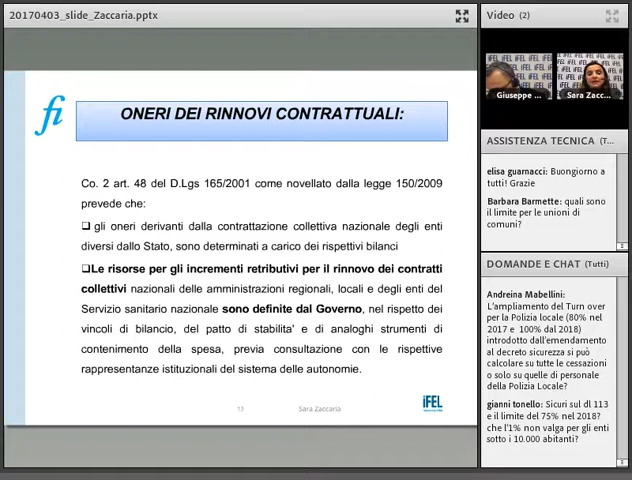 20170403_slide_Zaccaria.pptx
ONERI DEI RINNOVI CONTRATTUALI:
Co. 2 art. 48 del D.Lgs 165/2001 come novellato dalla legge 150/2009
prevede che:
❑ gli oneri derivanti dalla contrattazione collettiva nazionale degli enti
diversi dallo Stato, sono determinati a carico dei rispettivi bilanci
❑Le risorse per gli incrementi retributivi per il rinnovo dei contratti
collettivi nazionali delle amministrazioni regionali, locali e degli enti del
Servizio sanitario nazionale sono definite dal Governo, nel rispetto dei
vincoli di bilancio, del patto di stabilita' e di analoghi strumenti di
contenimento della spesa, previa consultazione con le rispettive
rappresentanze istituzionali del sistema delle autonomie.
13
Sara Zaccaria
iFEL
Video (2)
Giuseppe ...
Sara Zacc...
ASSISTENZA TECNICA (T...
elisa guarnacci: Buongiorno a
tutti! Grazie
Barbara Barmette: quali sono
il limite per le unioni di
comuni?
DOMANDE E CHAT (Tutti)
Andreina Mabellini:
L'ampliamento del Turn over
per la Polizia locale (80% nel
2017 e 100% dal 2018)
introdotto dall'emendamento
al decreto sicurezza si può
calcolare su tutte le cessazioni
o solo su quelle di personale
della Polizia Locale?
gianni tonello: Sicuri sul dl 113
e il limite del 75% nel 2018?
che l'1% non valga per gli enti
sotto i 10.000 abitanti?